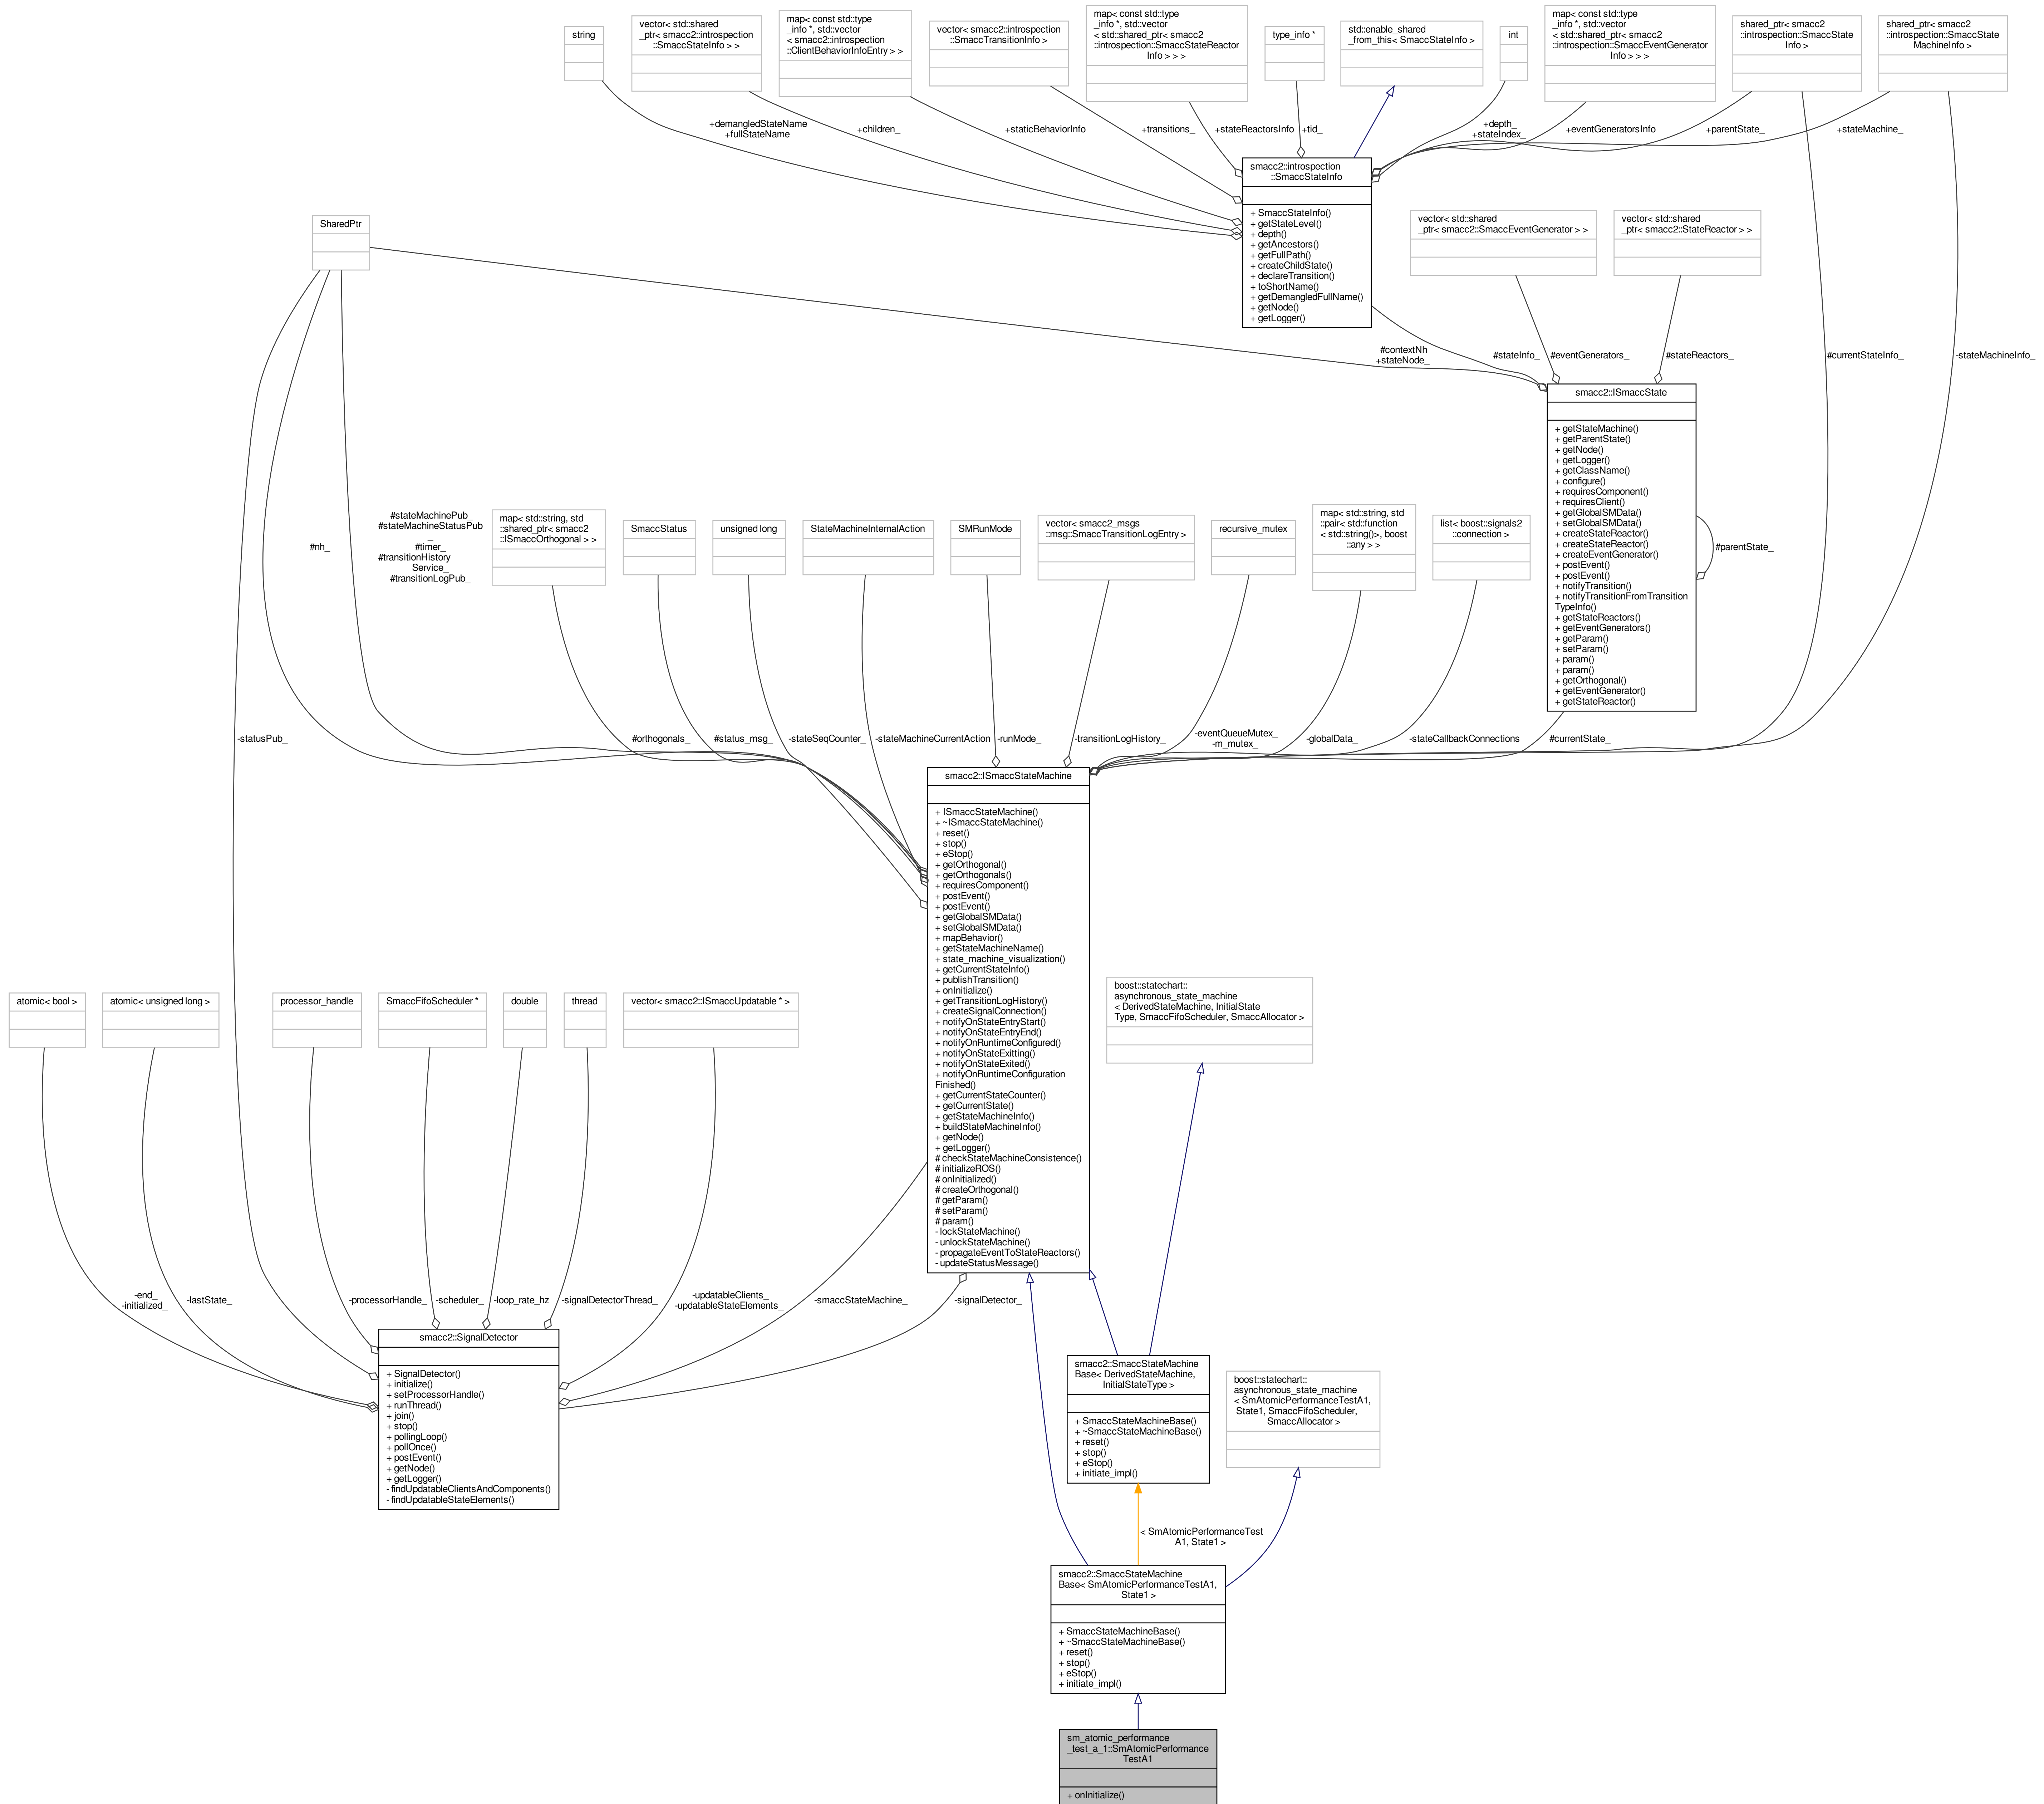 string
vector< std::shared
_ptr< smacc2::introspection
::SmaccStateInfo > >
map< const std::type
_info *, std::vector
< smacc2::introspection
::ClientBehaviorInfoEntry > >
vector< smacc2::introspection
::SmaccTransitionInfo >
map< const std::type
_info *, std::vector
< std::shared_ptr< smacc2
::introspection::SmaccStateReactor
Info > > >
type_info *
std::enable_shared
_from_this< SmaccStateInfo >
int
map< const std::type
_info *, std::vector
< std::shared_ptr< smacc2
::introspection::SmaccEventGenerator
Info > > >
shared_ptr< smacc2
::introspection::SmaccState
Info >
shared_ptr< smacc2
::introspection::SmaccState
MachineInfo >
+demangledStateName
+fullStateName
+children_
+staticBehaviorInfo
+transitions_
+stateReactorsInfo
+tid_
+depth_
+stateIndex_
+eventGeneratorsInfo
+parentState_
+stateMachine_
smacc2::introspection
::SmaccStateInfo
+ SmaccStateInfo()
+ getStateLevel()
+ depth()
+ getAncestors()
+ getFullPath()
+ createChildState()
+ declareTransition()
+ toShortName()
+ getDemangledFullName()
+ getNode()
+ getLogger()
SharedPtr
vector< std::shared
_ptr< smacc2::SmaccEventGenerator > >
vector< std::shared
_ptr< smacc2::StateReactor > >
#contextNh
+stateNode_
#stateInfo_
#eventGenerators_
#stateReactors_
#currentStateInfo_
-stateMachineInfo_
smacc2::ISmaccState
+ getStateMachine()
+ getParentState()
+ getNode()
+ getLogger()
+ getClassName()
+ configure()
+ requiresComponent()
+ requiresClient()
+ getGlobalSMData()
+ setGlobalSMData()
+ createStateReactor()
+ createStateReactor()
+ createEventGenerator()
+ postEvent()
+ postEvent()
+ notifyTransition()
+ notifyTransitionFromTransition
TypeInfo()
+ getStateReactors()
+ getEventGenerators()
+ getParam()
+ setParam()
+ param()
+ param()
+ getOrthogonal()
+ getEventGenerator()
+ getStateReactor()
#parentState_
#nh_
#stateMachinePub_
#stateMachineStatusPub
_
#timer_
#transitionHistory
Service_
#transitionLogPub_
map< std::string, std
::shared_ptr< smacc2
::ISmaccOrthogonal > >
SmaccStatus
unsigned long
StateMachineInternalAction
SMRunMode
vector< smacc2_msgs
::msg::SmaccTransitionLogEntry >
recursive_mutex
map< std::string, std
::pair< std::function
< std::string()>, boost
::any > >
list< boost::signals2
::connection >
-statusPub_
#orthogonals_
#status_msg_
-stateSeqCounter_
-stateMachineCurrentAction
-runMode_
-transitionLogHistory_
-eventQueueMutex_
-m_mutex_
-globalData_
-stateCallbackConnections
#currentState_
smacc2::ISmaccStateMachine
+ ISmaccStateMachine()
+ ~ISmaccStateMachine()
+ reset()
+ stop()
+ eStop()
+ getOrthogonal()
+ getOrthogonals()
+ requiresComponent()
+ postEvent()
+ postEvent()
+ getGlobalSMData()
+ setGlobalSMData()
+ mapBehavior()
+ getStateMachineName()
+ state_machine_visualization()
+ getCurrentStateInfo()
+ publishTransition()
+ onInitialize()
+ getTransitionLogHistory()
+ createSignalConnection()
+ notifyOnStateEntryStart()
+ notifyOnStateEntryEnd()
+ notifyOnRuntimeConfigured()
+ notifyOnStateExitting()
+ notifyOnStateExited()
+ notifyOnRuntimeConfiguration
Finished()
+ getCurrentStateCounter()
+ getCurrentState()
+ getStateMachineInfo()
+ buildStateMachineInfo()
+ getNode()
+ getLogger()
# checkStateMachineConsistence()
# initializeROS()
# onInitialized()
# createOrthogonal()
# getParam()
# setParam()
# param()
- lockStateMachine()
- unlockStateMachine()
- propagateEventToStateReactors()
- updateStatusMessage()
atomic< bool >
atomic< unsigned long >
processor_handle
SmaccFifoScheduler *
double
thread
vector< smacc2::ISmaccUpdatable * >
boost::statechart::
asynchronous_state_machine
< DerivedStateMachine, InitialState
Type, SmaccFifoScheduler, SmaccAllocator >
-end_
-initialized_
-lastState_
-processorHandle_
-scheduler_
-loop_rate_hz
-signalDetectorThread_
-updatableClients_
-updatableStateElements_
-smaccStateMachine_
-signalDetector_
smacc2::SignalDetector
+ SignalDetector()
+ initialize()
+ setProcessorHandle()
+ runThread()
+ join()
+ stop()
+ pollingLoop()
+ pollOnce()
+ postEvent()
+ getNode()
+ getLogger()
- findUpdatableClientsAndComponents()
- findUpdatableStateElements()
smacc2::SmaccStateMachine
Base< DerivedStateMachine,
InitialStateType >
+ SmaccStateMachineBase()
+ ~SmaccStateMachineBase()
+ reset()
+ stop()
+ eStop()
+ initiate_impl()
boost::statechart::
asynchronous_state_machine
< SmAtomicPerformanceTestA1,
State1, SmaccFifoScheduler,
SmaccAllocator >
< SmAtomicPerformanceTest
A1, State1 >
smacc2::SmaccStateMachine
Base< SmAtomicPerformanceTestA1,
State1 >
+ SmaccStateMachineBase()
+ ~SmaccStateMachineBase()
+ reset()
+ stop()
+ eStop()
+ initiate_impl()
sm_atomic_performance
_test_a_1::SmAtomicPerformance
TestA1
+ onInitialize()